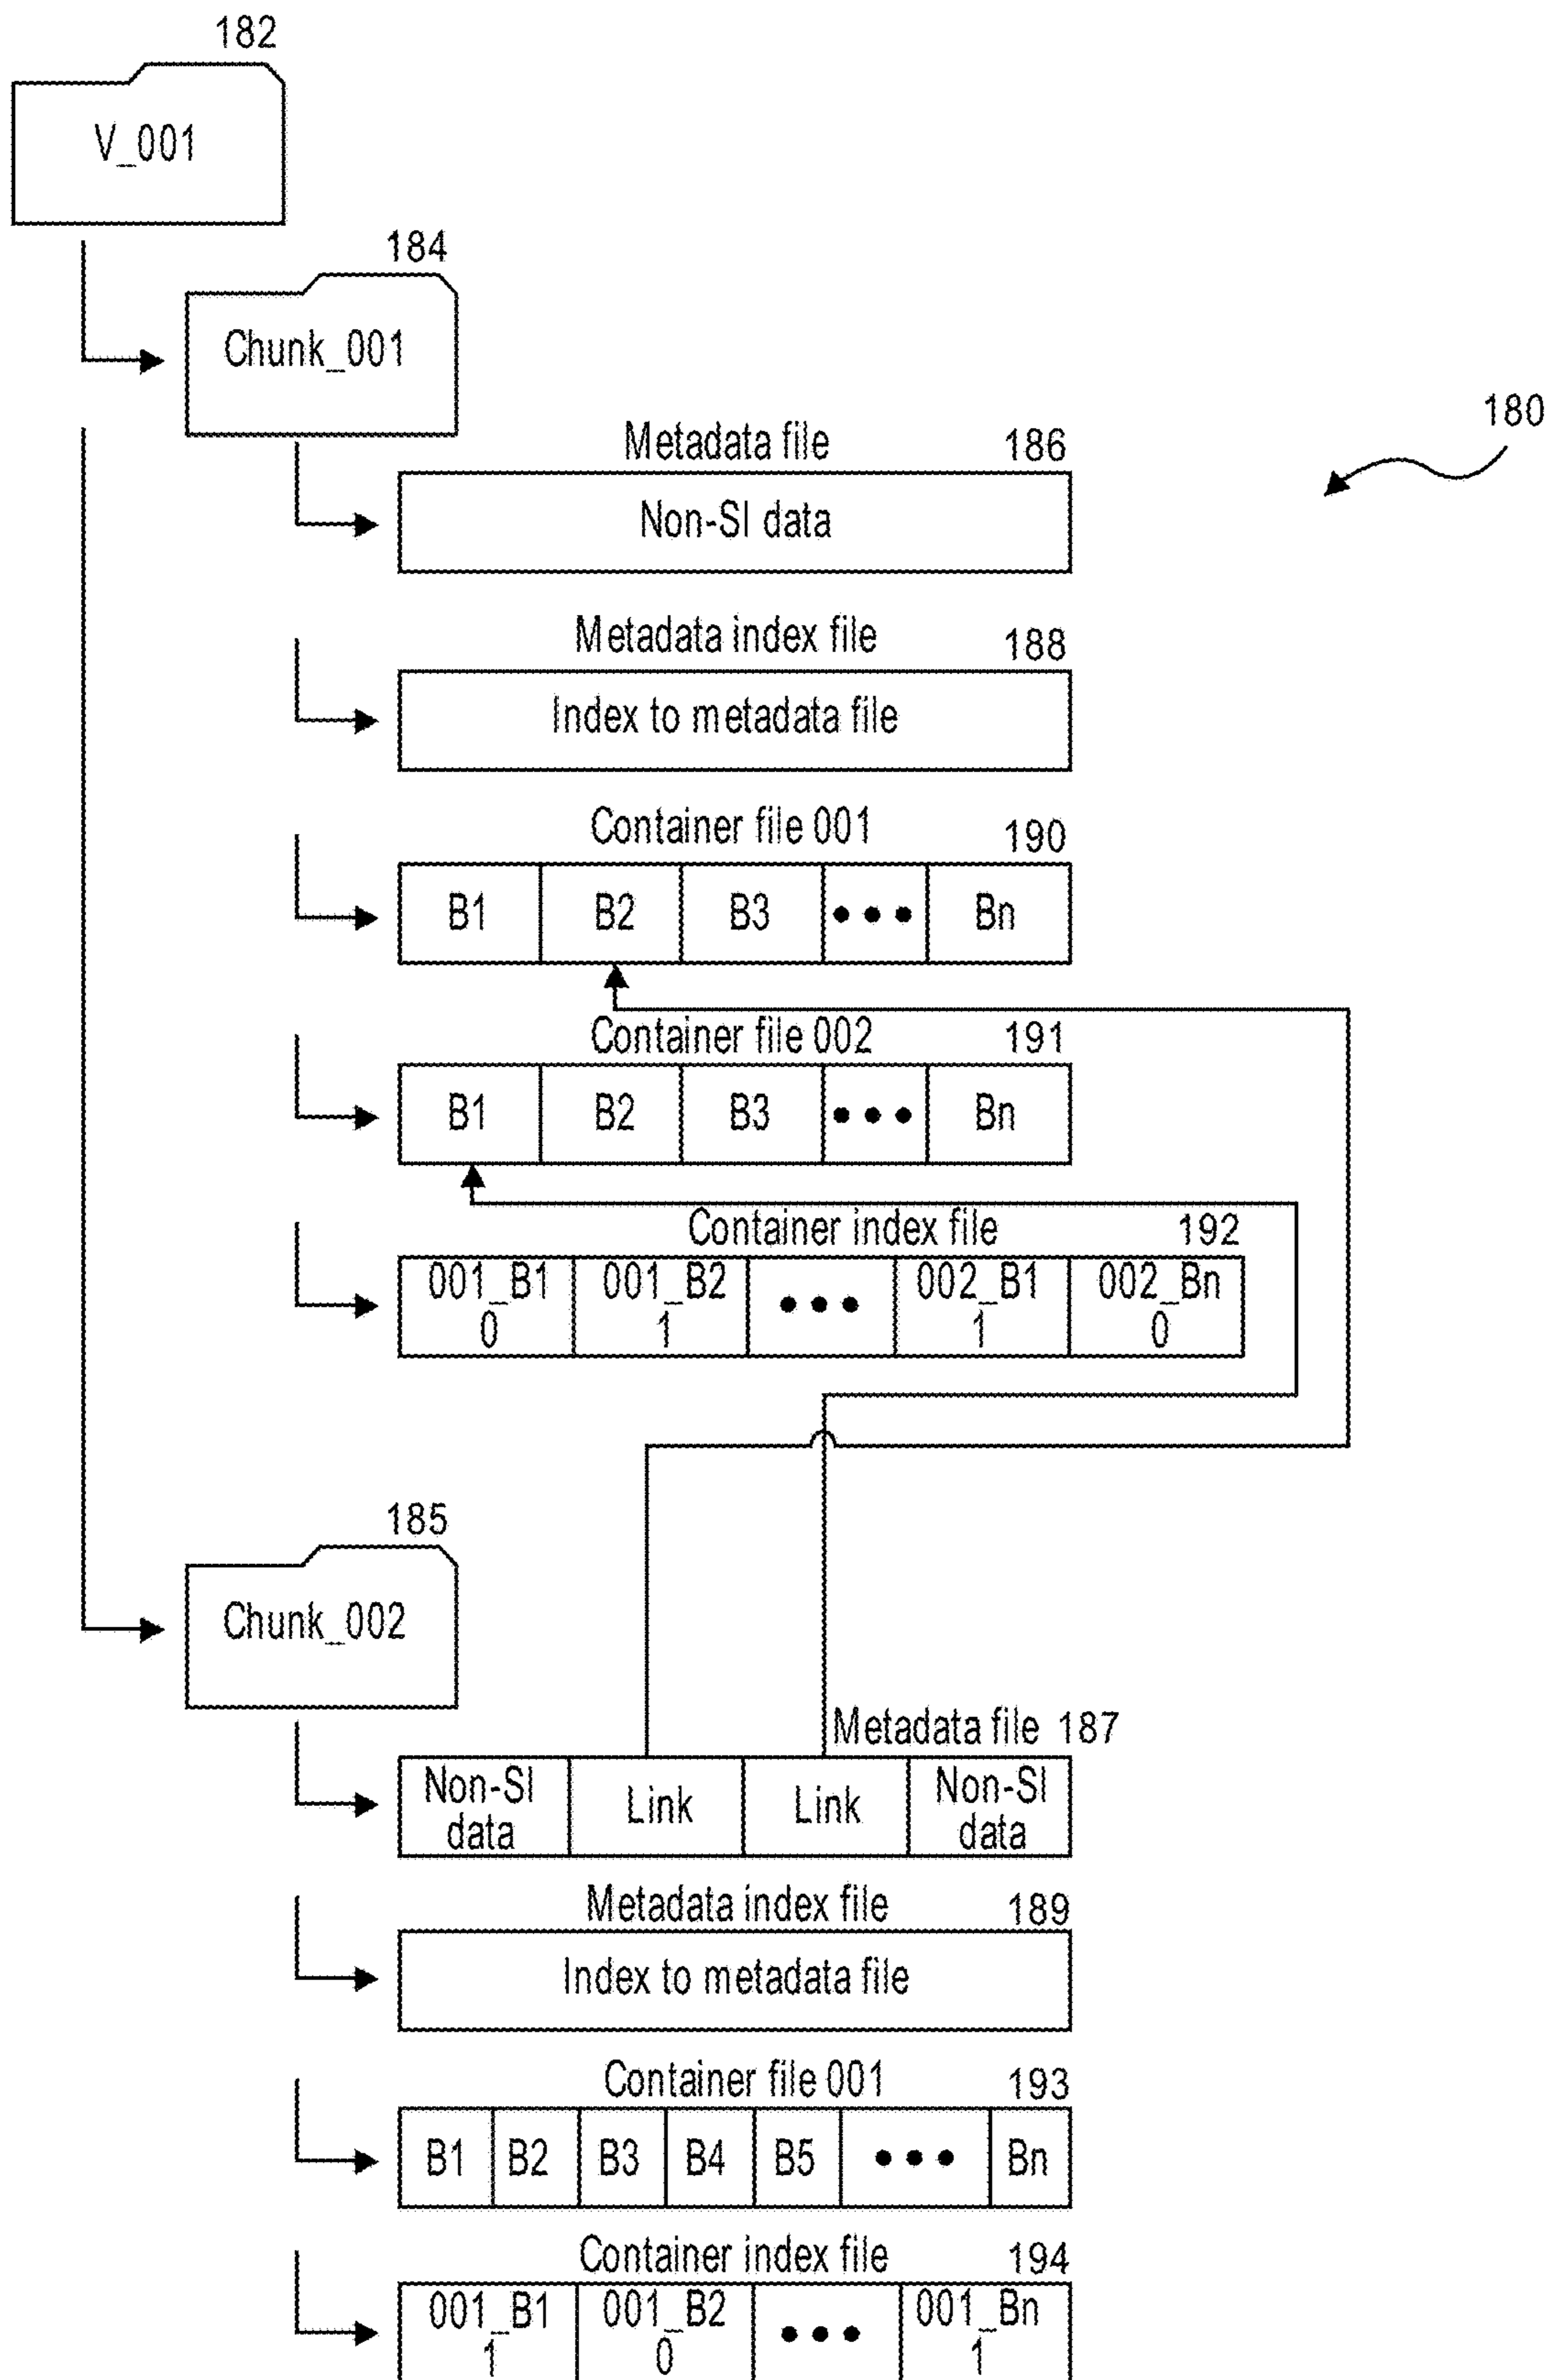 182
V_001
184
Chunk_001
180
Metadata file 186
Non-SI data
Metadata index file 188
Index to metadata file
Container file 001 190
B1 B2 B3 ••• Bn
Container file 002 191
B1 B2 B3 ••• Bn
Container index file 192
001_B1 001_B2 ••• 002_B1 002_Bn
0 1 1 0
185
Chunk_002
Metadata file 187
Non-SI Link Link Non-SI
data data
Metadata index file 189
Index to metadata file
Container file 001 193
B1 B2 B3 B4 B5 ••• Bn
Container index file 194
001_B1 001_B2 ••• 001_Bn
1 0 1